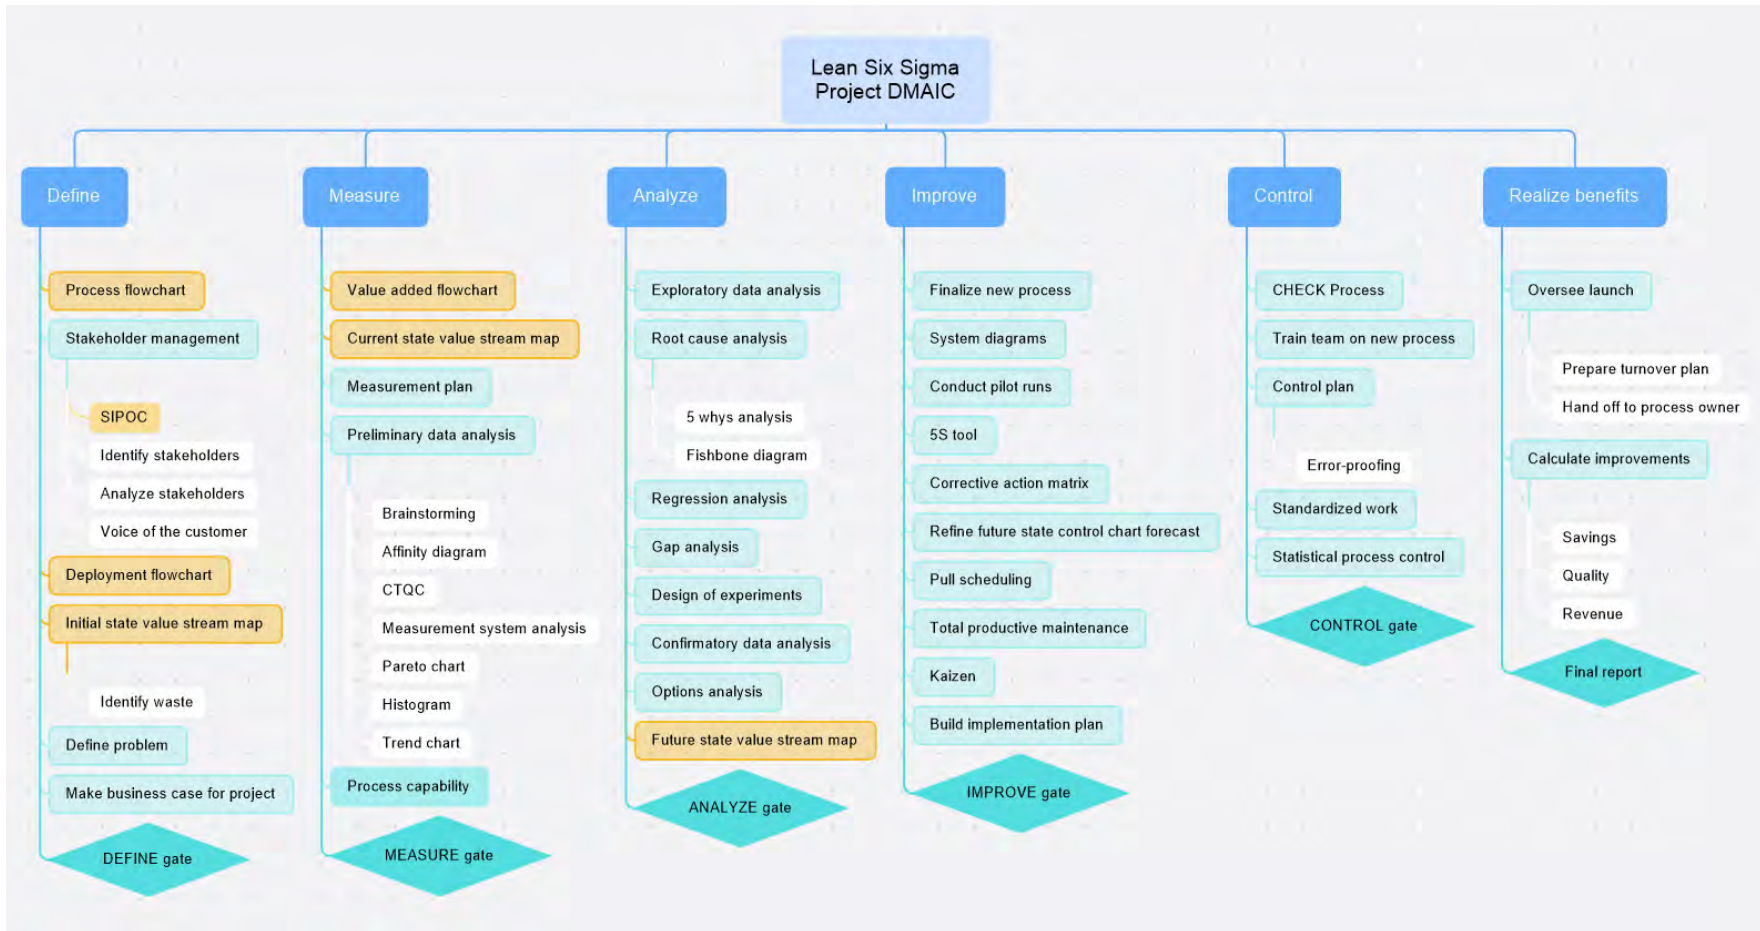 Lean Six Sigma
Project DMAIC
Define
Process flowchart
Stakeholder management
SIPOC
Identify stakeholders
Analyze stakeholders
Voice of the customer
Deployment flowchart
Initial state value stream map
Identify waste
Define problem
Make business case for project
DEFINE gate
Measure
Value added flowchart
Current state value stream map
Measurement plan
Preliminary data analysis
Brainstorming
Affinity diagram
CTQC
Measurement system analysis
Pareto chart
Histogram
Trend chart
Process capability
MEASURE gate
Analyze
Exploratory data analysis
Root cause analysis
5 whys analysis
Fishbone diagram
Regression analysis
Gap analysis
Design of experiments
Confirmatory data analysis
Options analysis
Future state value stream map
ANALYZE gate
Improve
Finalize new process
System diagrams
Conduct pilot runs
5S tool
Corrective action matrix
Refine future state control chart forecast
Pull scheduling
Total productive maintenance
Kaizen
Build implementation plan
IMPROVE gate
Control
CHECK Process
Train team on new process
Control plan
Error-proofing
Standardized work
Statistical process control
CONTROL gate
Realize benefits
Oversee launch
Prepare turnover plan
Hand off to process owner
Calculate improvements
Savings
Quality
Revenue
Final report